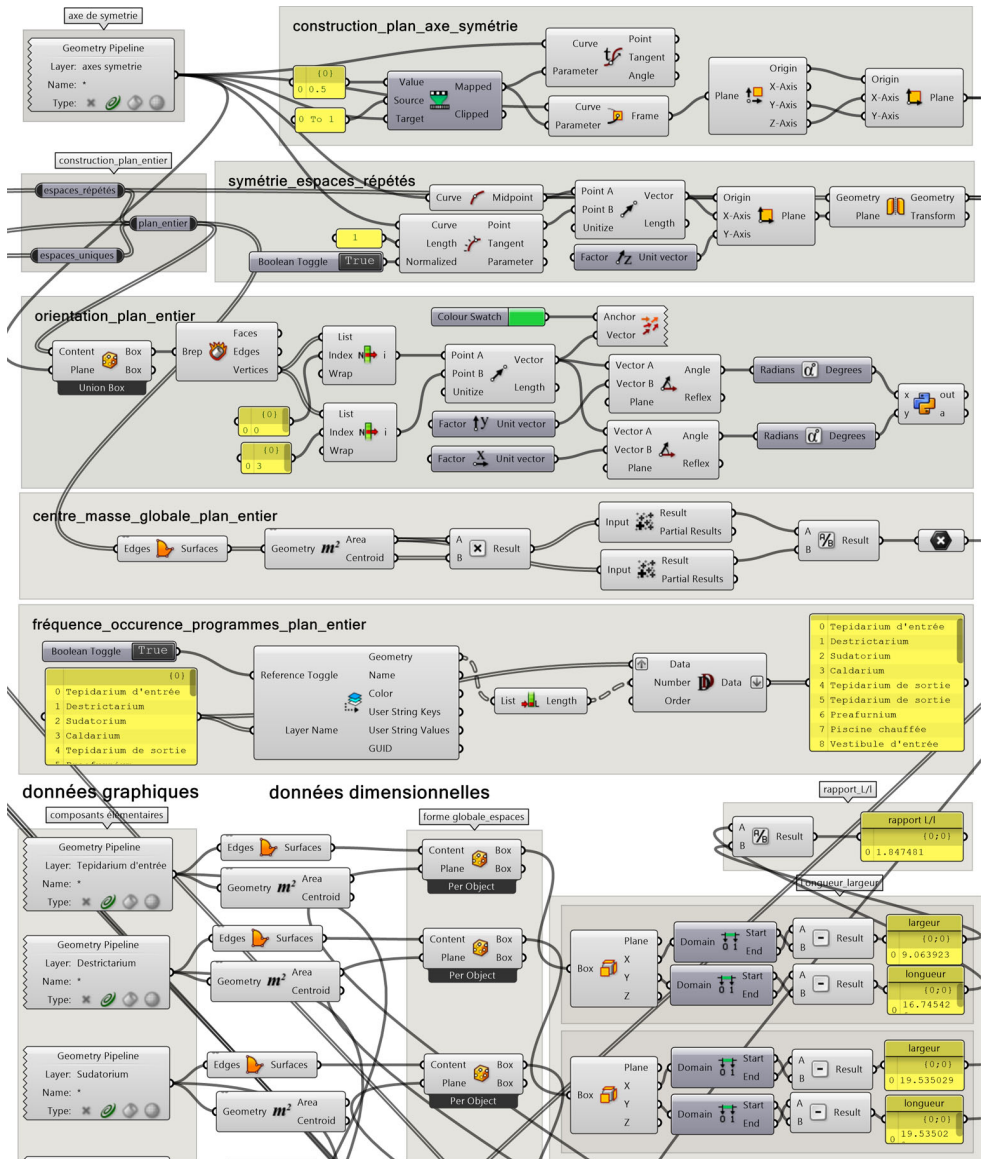 axe de symetrie
Geometry Pipeline
Layer: axes symetrie
Name: *
Type:
construction_plan_axe_symétrie
{0}
0 0.5
0 To 1
Value
Source
Target
Mapped
Clipped
Curve
Parameter
Point
Tangent
Angle
Curve
Parameter
Frame
Plane
Origin
X-Axis
Y-Axis
Z-Axis
Origin
X-Axis
Y-Axis
Plane
construction_plan_entier
espaces_répétés
plan_entier
espaces_uniques
symétrie_espaces_répétés
Curve
Midpoint
1
Boolean Toggle
True
Curve
Length
Normalized
Point
Tangent
Parameter
Point A
Point B
Unitize
Vector
Length
Factor
Unit vector
Origin
X-Axis
Y-Axis
Plane
Geometry
Plane
Geometry
Transform
orientation_plan_entier
Content
Plane
Box
Box
Union Box
Brep
Faces
Edges
Vertices
{0}
0 0
{0}
0 3
List
Index
Wrap
i
List
Index
Wrap
i
Colour Swatch
Point A
Point B
Unitize
Vector
Length
Factor
Unit vector
Factor
Unit vector
Anchor
Vector
Vector A
Vector B
Plane
Angle
Reflex
Vector A
Vector B
Plane
Angle
Reflex
Radians
Degrees
Radians
Degrees
x
y
out
a
centre_masse_globale_plan_entier
Edges
Surfaces
Geometry
m²
Area
Centroid
A
B
Result
Input
Result
Partial Results
Input
Result
Partial Results
A
B
A/B
Result
fréquence_occurence_programmes_plan_entier
Boolean Toggle
True
{0}
0 Tepidarium d'entrée
1 Destrictarium
2 Sudatorium
3 Caldarium
4 Tepidarium de sortie
Reference Toggle
Layer Name
Geometry
Name
Color
User String Keys
User String Values
GUID
List
Length
Data
Number
Order
Data
0 Tepidarium d'entrée
1 Destrictarium
2 Sudatorium
3 Caldarium
4 Tepidarium de sortie
5 Tepidarium de sortie
6 Preafurnium
7 Piscine chauffée
8 Vestibule d'entrée
données graphiques
données dimensionnelles
composants élementaires
forme globale_espaces
rapport_L/l
A
B
A/B
Result
rapport L/l
{0;0}
0 1.847481
Longueur_largeur
Geometry Pipeline
Layer: Tepidarium d'entrée
Name: *
Type:
Edges
Surfaces
Geometry
m²
Area
Centroid
Content
Plane
Box
Box
Per Object
Box
Plane
X
Y
Z
Domain
Start
End
Domain
Start
End
A
B
Result
A
B
Result
largeur
{0;0}
0 9.063923
longueur
{0;0}
0 16.74542
Geometry Pipeline
Layer: Destrictarium
Name: *
Type:
Edges
Surfaces
Geometry
m²
Area
Centroid
Content
Plane
Box
Box
Per Object
Geometry Pipeline
Layer: Sudatorium
Name: *
Type:
Edges
Surfaces
Geometry
m²
Area
Centroid
Content
Plane
Box
Box
Per Object
Box
Plane
X
Y
Z
Domain
Start
End
Domain
Start
End
A
B
Result
A
B
Result
largeur
{0;0}
0 19.535029
longueur
{0;0}
0 19.53502